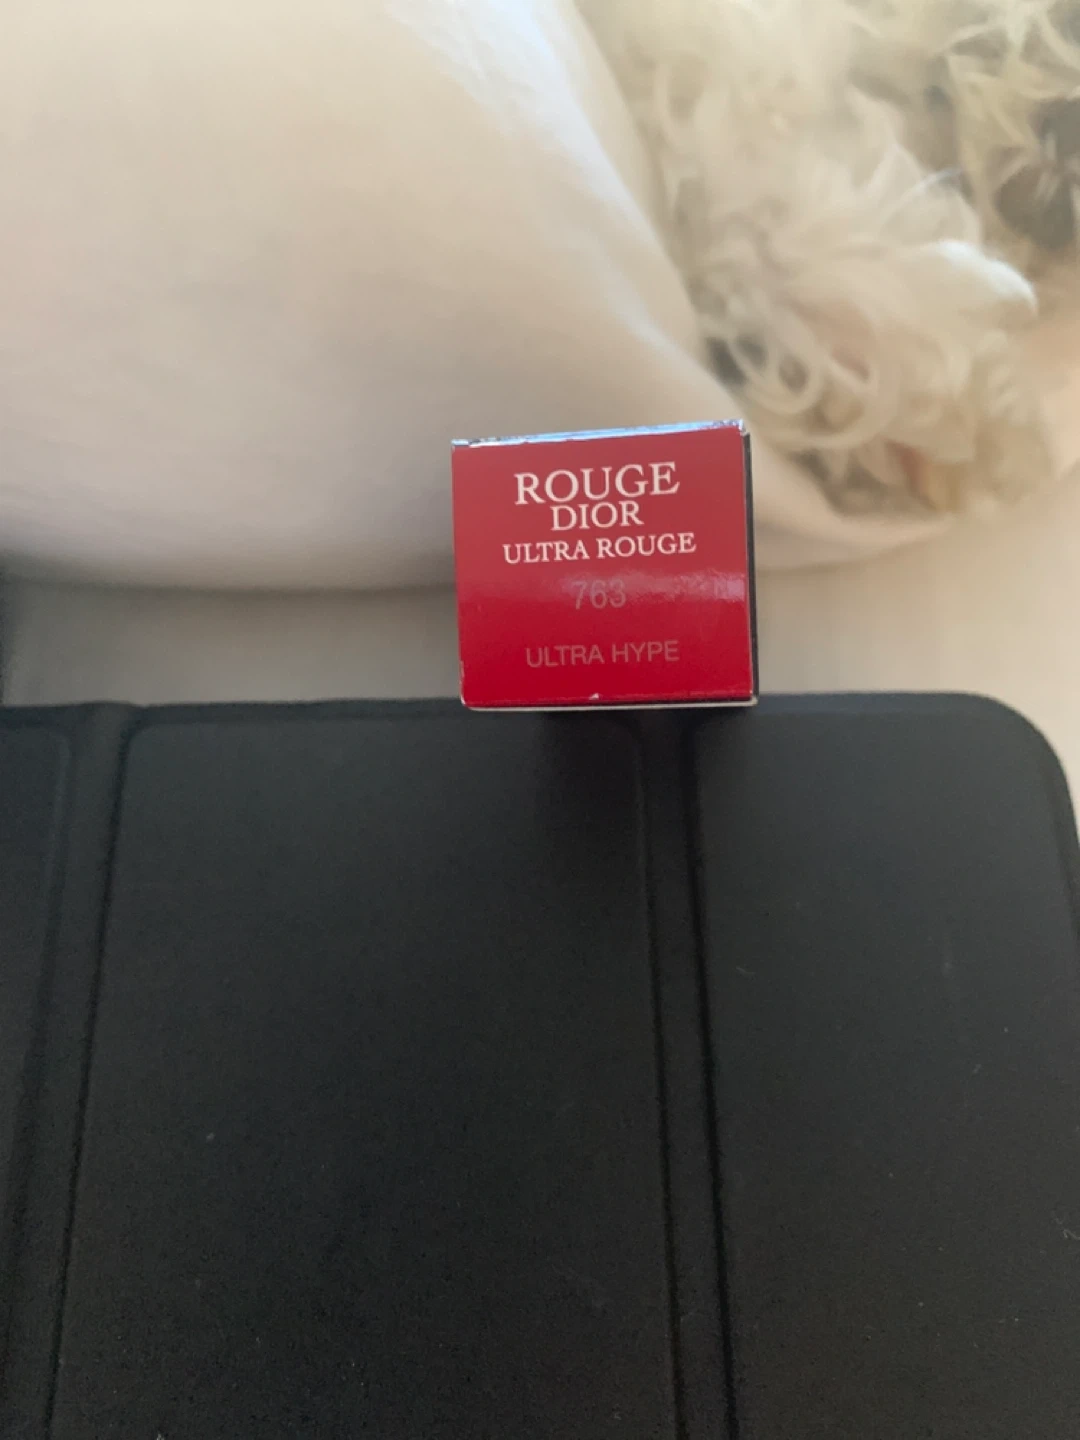 ROUGE
DIOR
ULTRA ROUGE
763
ULTRA HYPE